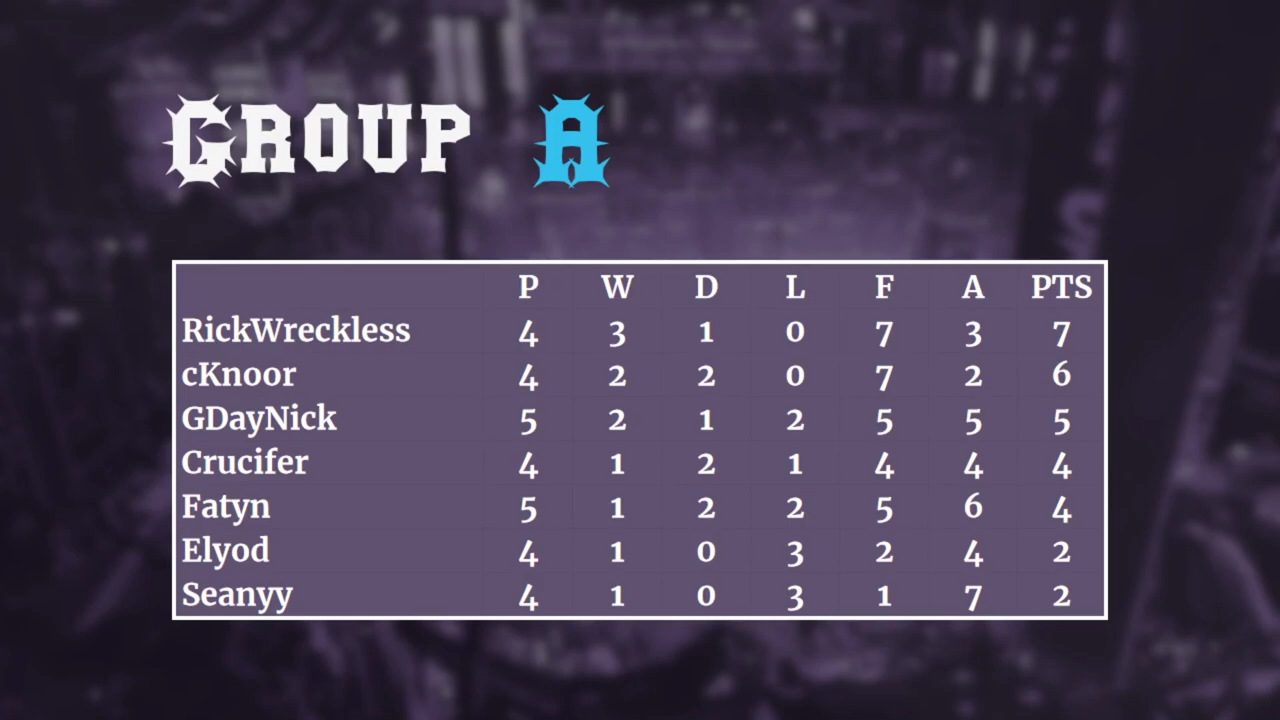 Group A
P W D L F A PTS
RickWreckless 4 3 1 0 7 3 7
cKnoor 4 2 2 0 7 2 6
GDayNick 5 2 1 2 5 5 5
Crucifer 4 1 2 1 4 4 4
Fatyn 5 1 2 2 5 6 4
Elyod 4 1 0 3 2 4 2
Seanyy 4 1 0 3 1 7 2